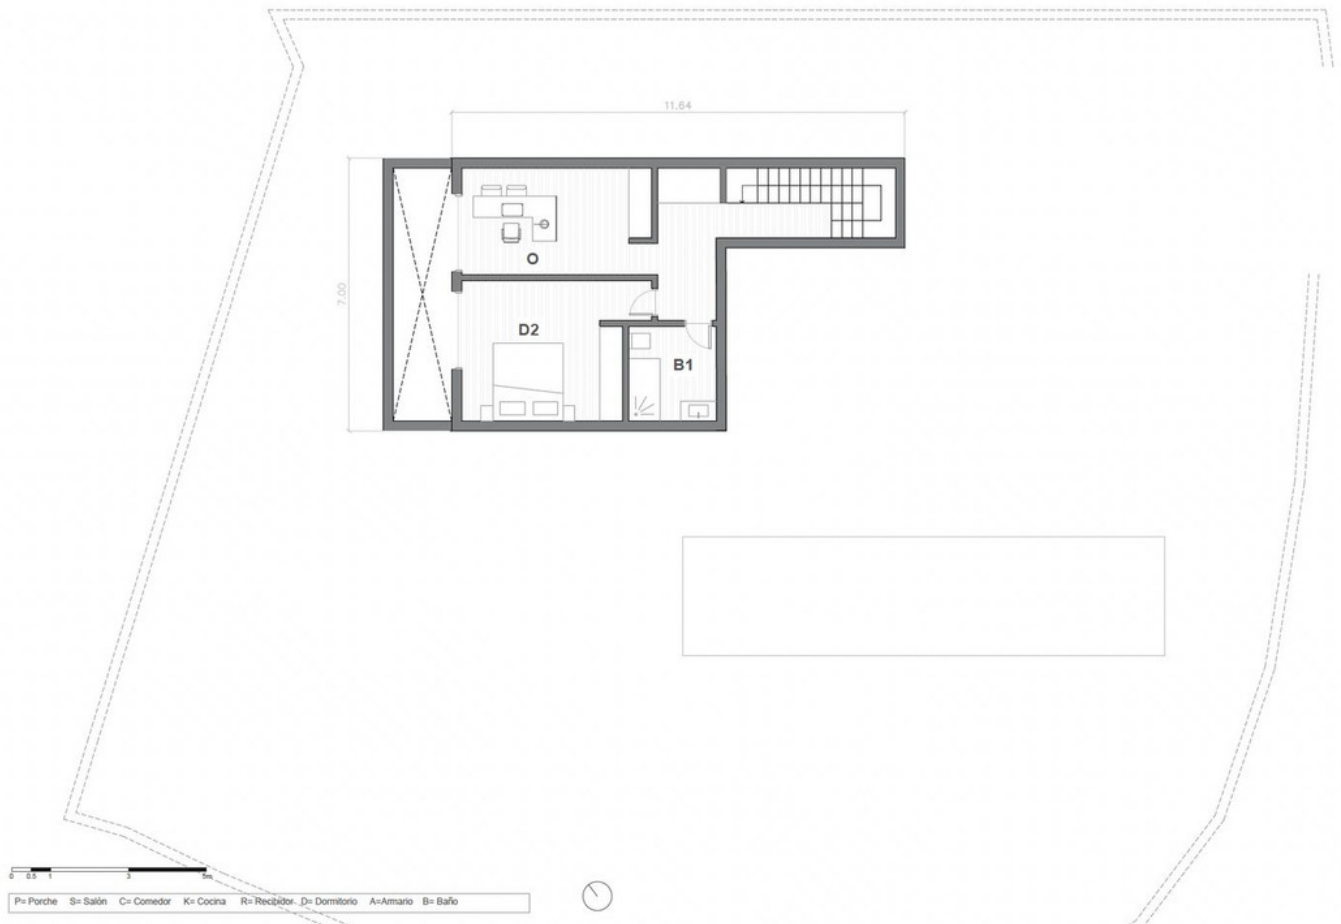 11.64
7.00
O
D2
B1
0 0.5 1 3 5m
P= Porche S= Salón C= Comedor K= Cocina R= Recibidor D= Dormitorio A=Armario B= Baño